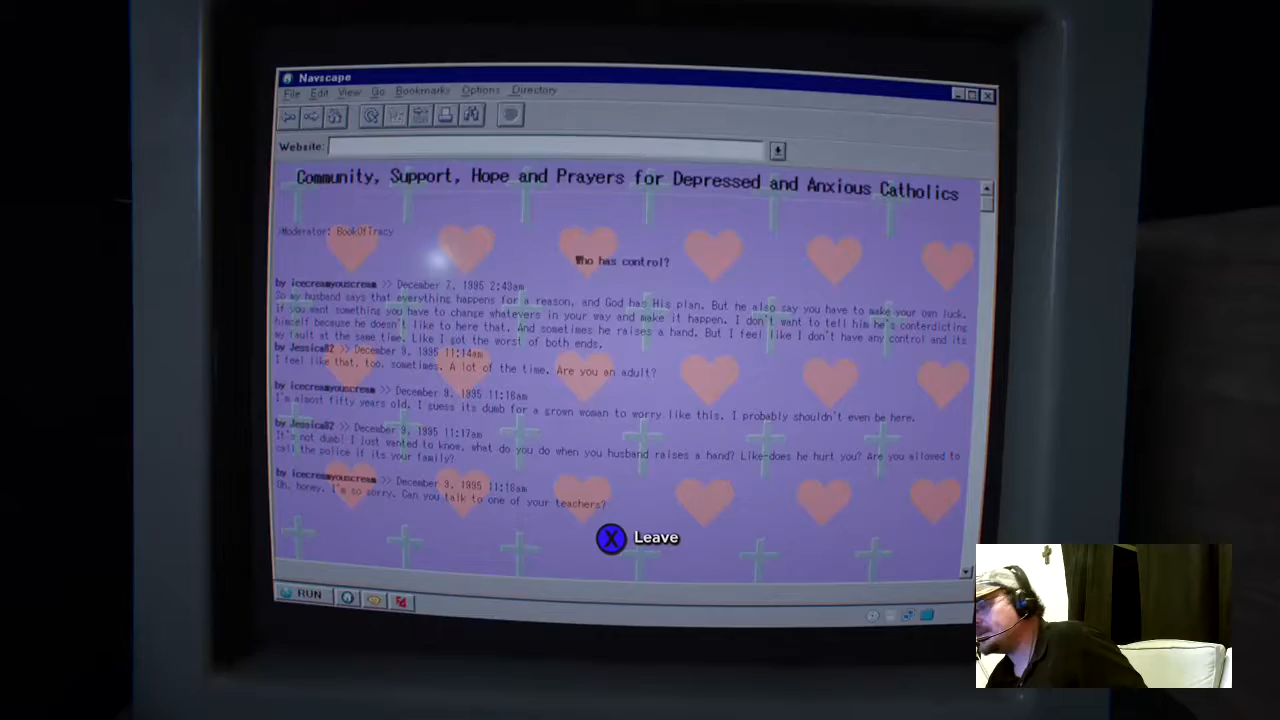 Navscape
File Edit View Go Bookmarks Options Directory
Website:
Community, Support, Hope and Prayers for Depressed and Anxious Catholics
Moderator: BookOfTracy
Who has control?
by icecreamyouscream >> December 7, 1995 2:43am
So my husband says that everything happens for a reason, and God has His plan. But he also say you have to make your own luck.
If you want something you have to change whatevers in your way and make it happen. I don't want to tell him he's conterdicting
himself because he doesn't like to here that. And sometimes he raises a hand. But I feel like I don't have any control and its
my fault at the same time. Like I got the worst of both ends.
by Jessica82 >> December 9, 1995 11:14am
I feel like that, too, sometimes. A lot of the time. Are you an adult?
by icecreamyouscream >> December 9, 1995 11:16am
I'm almost fifty years old. I guess its dumb for a grown woman to worry like this. I probably shouldn't even be here.
by Jessica82 >> December 9, 1995 11:17am
It's not dumb! I just wanted to know, what do you do when you husband raises a hand? Like-does he hurt you? Are you allowed to
call the police if its your family?
by icecreamyouscream >> December 9, 1995 11:18am
Oh, honey. I'm so sorry. Can you talk to one of your teachers?
X Leave
RUN